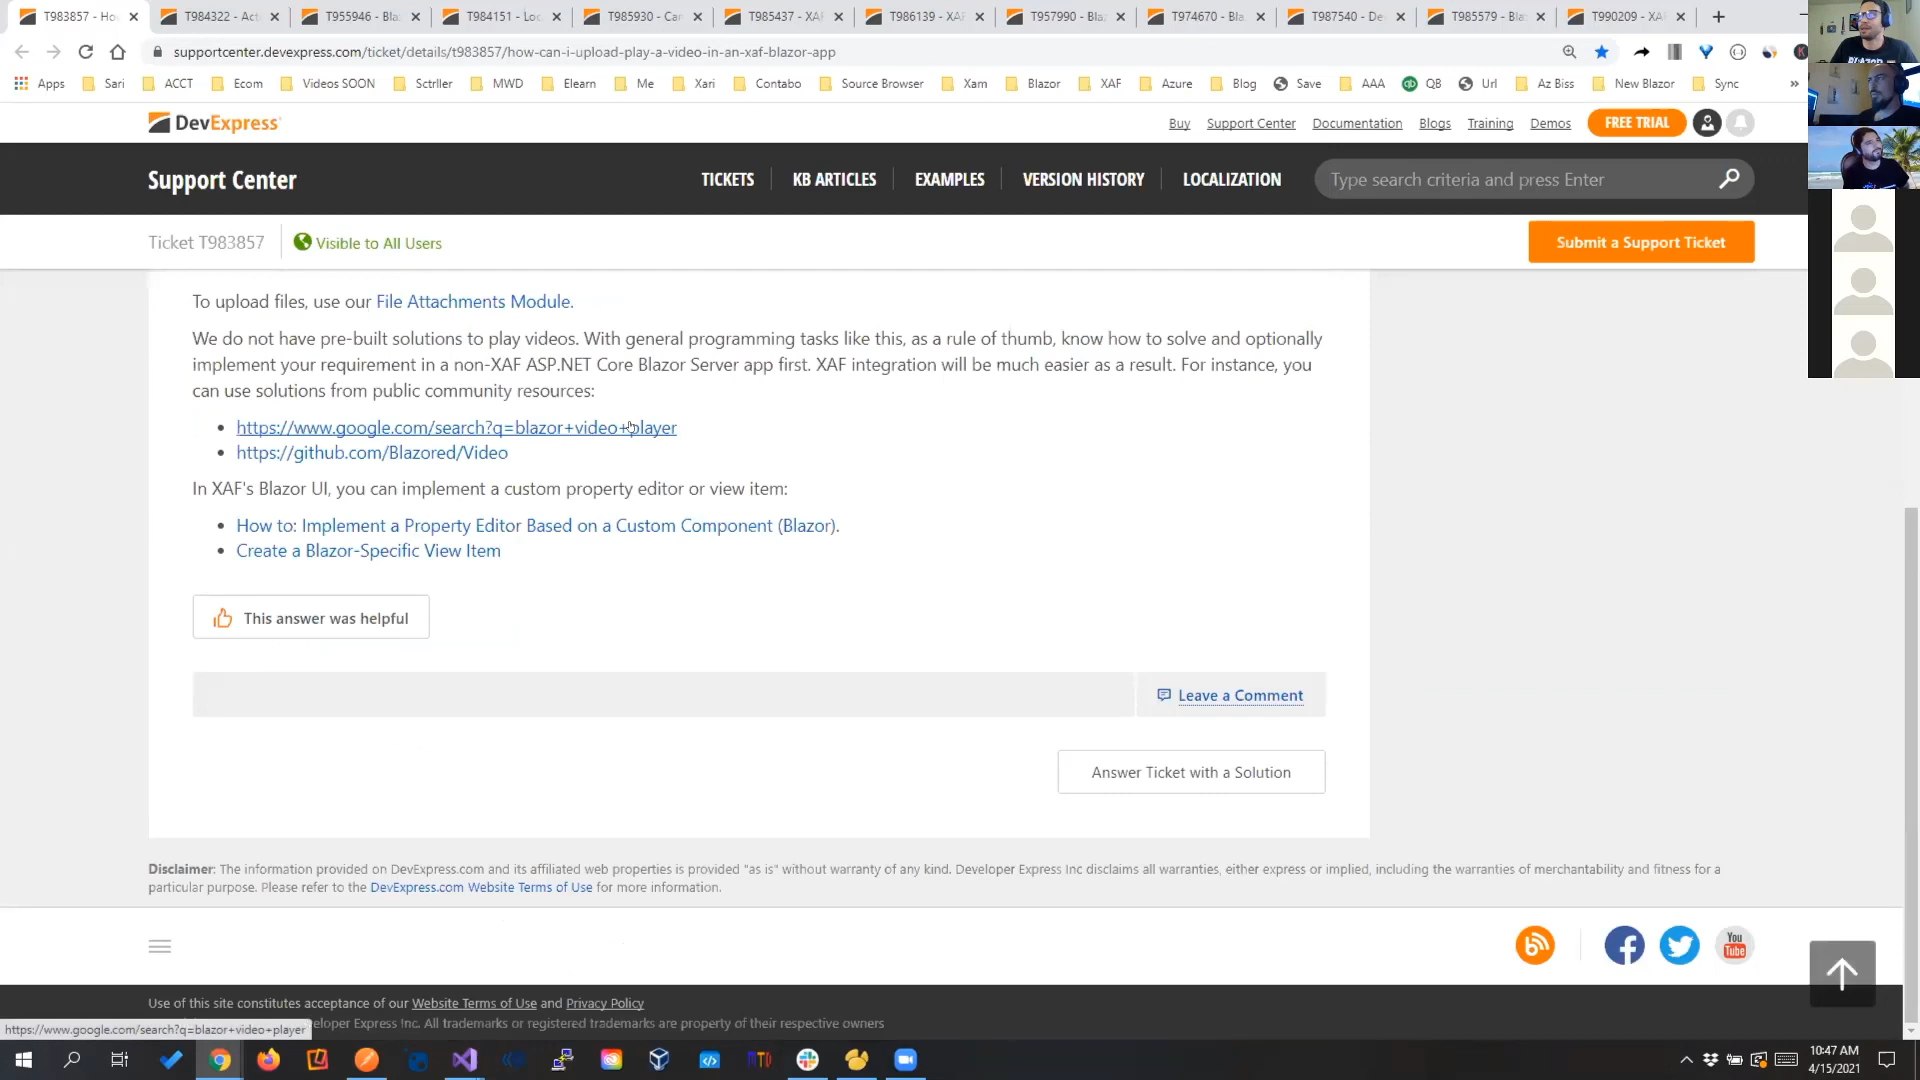 T983857 - Ho
T984322 - Act
T955946 - Bla
T984151 - Loc
T985930 - Car
T985437 - XAF
T986139 - XAF
T957990 - Bla
T974670 - Bla
T987540 - De
T985579 - Bla
T990209 - XAF
supportcenter.devexpress.com/ticket/details/t983857/how-can-i-upload-play-a-video-in-an-xaf-blazor-app
Apps Sari ACCT Ecom Videos SOON Sctrller MWD Elearn Me Xari Contabo Source Browser Xam Blazor XAF Azure Blog Save AAA QB Url Az Biss New Blazor Sync »
DevExpress
Buy Support Center Documentation Blogs Training Demos FREE TRIAL
Support Center TICKETS KB ARTICLES EXAMPLES VERSION HISTORY LOCALIZATION Type search criteria and press Enter
Ticket T983857 Visible to All Users Submit a Support Ticket
To upload files, use our File Attachments Module.
We do not have pre-built solutions to play videos. With general programming tasks like this, as a rule of thumb, know how to solve and optionally
implement your requirement in a non-XAF ASP.NET Core Blazor Server app first. XAF integration will be much easier as a result. For instance, you
can use solutions from public community resources:
• https://www.google.com/search?q=blazor+video+player
• https://github.com/Blazored/Video
In XAF's Blazor UI, you can implement a custom property editor or view item:
• How to: Implement a Property Editor Based on a Custom Component (Blazor).
• Create a Blazor-Specific View Item
This answer was helpful
Leave a Comment
Answer Ticket with a Solution
Disclaimer: The information provided on DevExpress.com and its affiliated web properties is provided "as is" without warranty of any kind. Developer Express Inc disclaims all warranties, either express or implied, including the warranties of merchantability and fitness for a
particular purpose. Please refer to the DevExpress.com Website Terms of Use for more information.
You
Tube
Use of this site constitutes acceptance of our Website Terms of Use and Privacy Policy
https://www.google.com/search?q=blazor+video+player
eloper Express Inc. All trademarks or registered trademarks are property of their respective owners
10:47 AM
4/15/2021